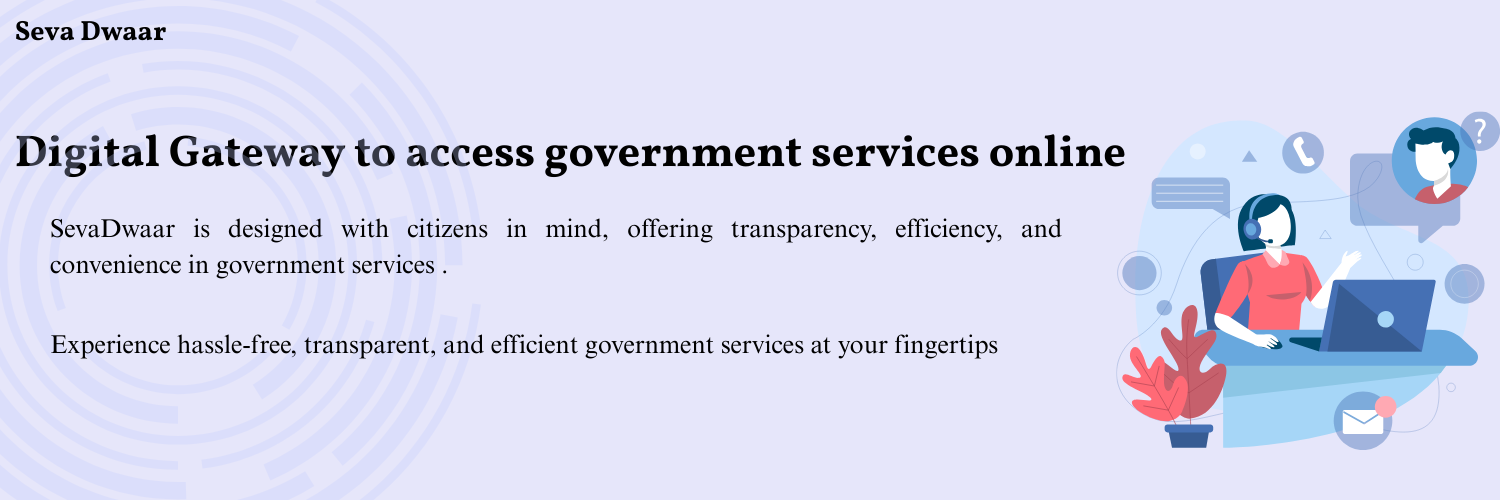 Seva Dwaar
Digital Gateway to access government services online
SevaDwaar is designed with citizens in mind, offering transparency, efficiency, and
convenience in government services .
Experience hassle-free, transparent, and efficient government services at your fingertips
?